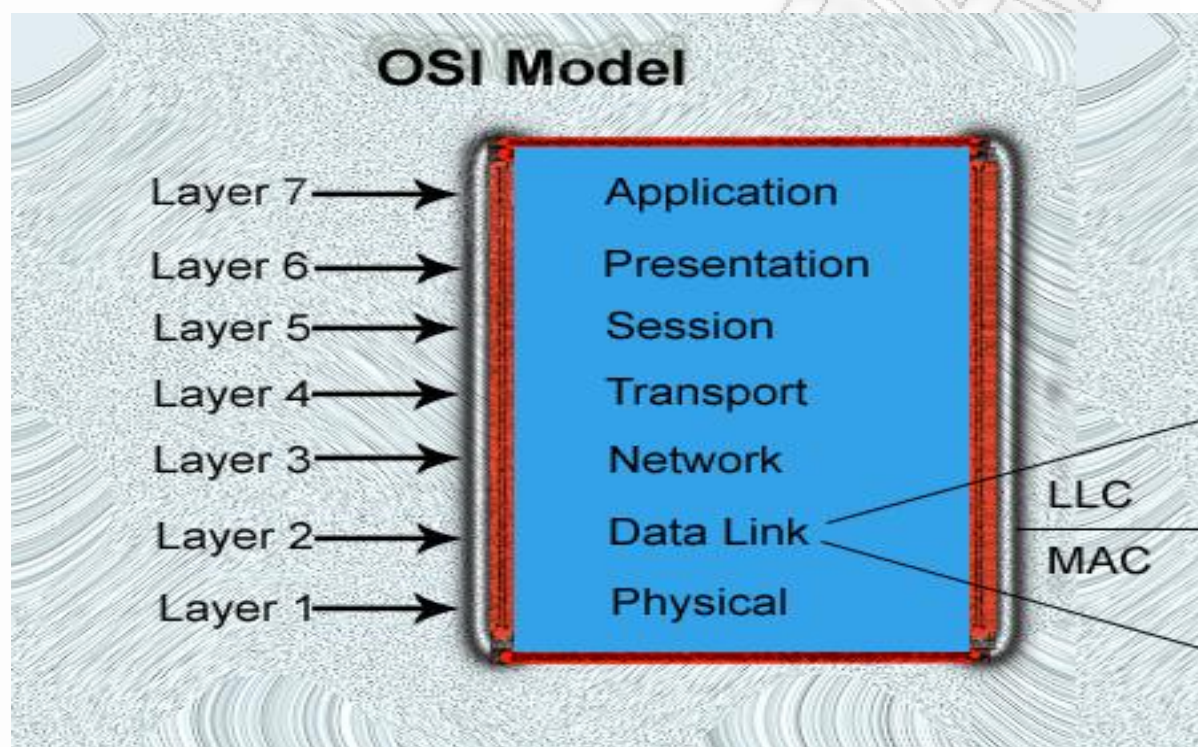 OSI Model
Layer 7 Application
Layer 6 Presentation
Layer 5 Session
Layer 4 Transport
Layer 3 Network
LLC
Layer 2 Data Link
MAC
Layer 1 Physical